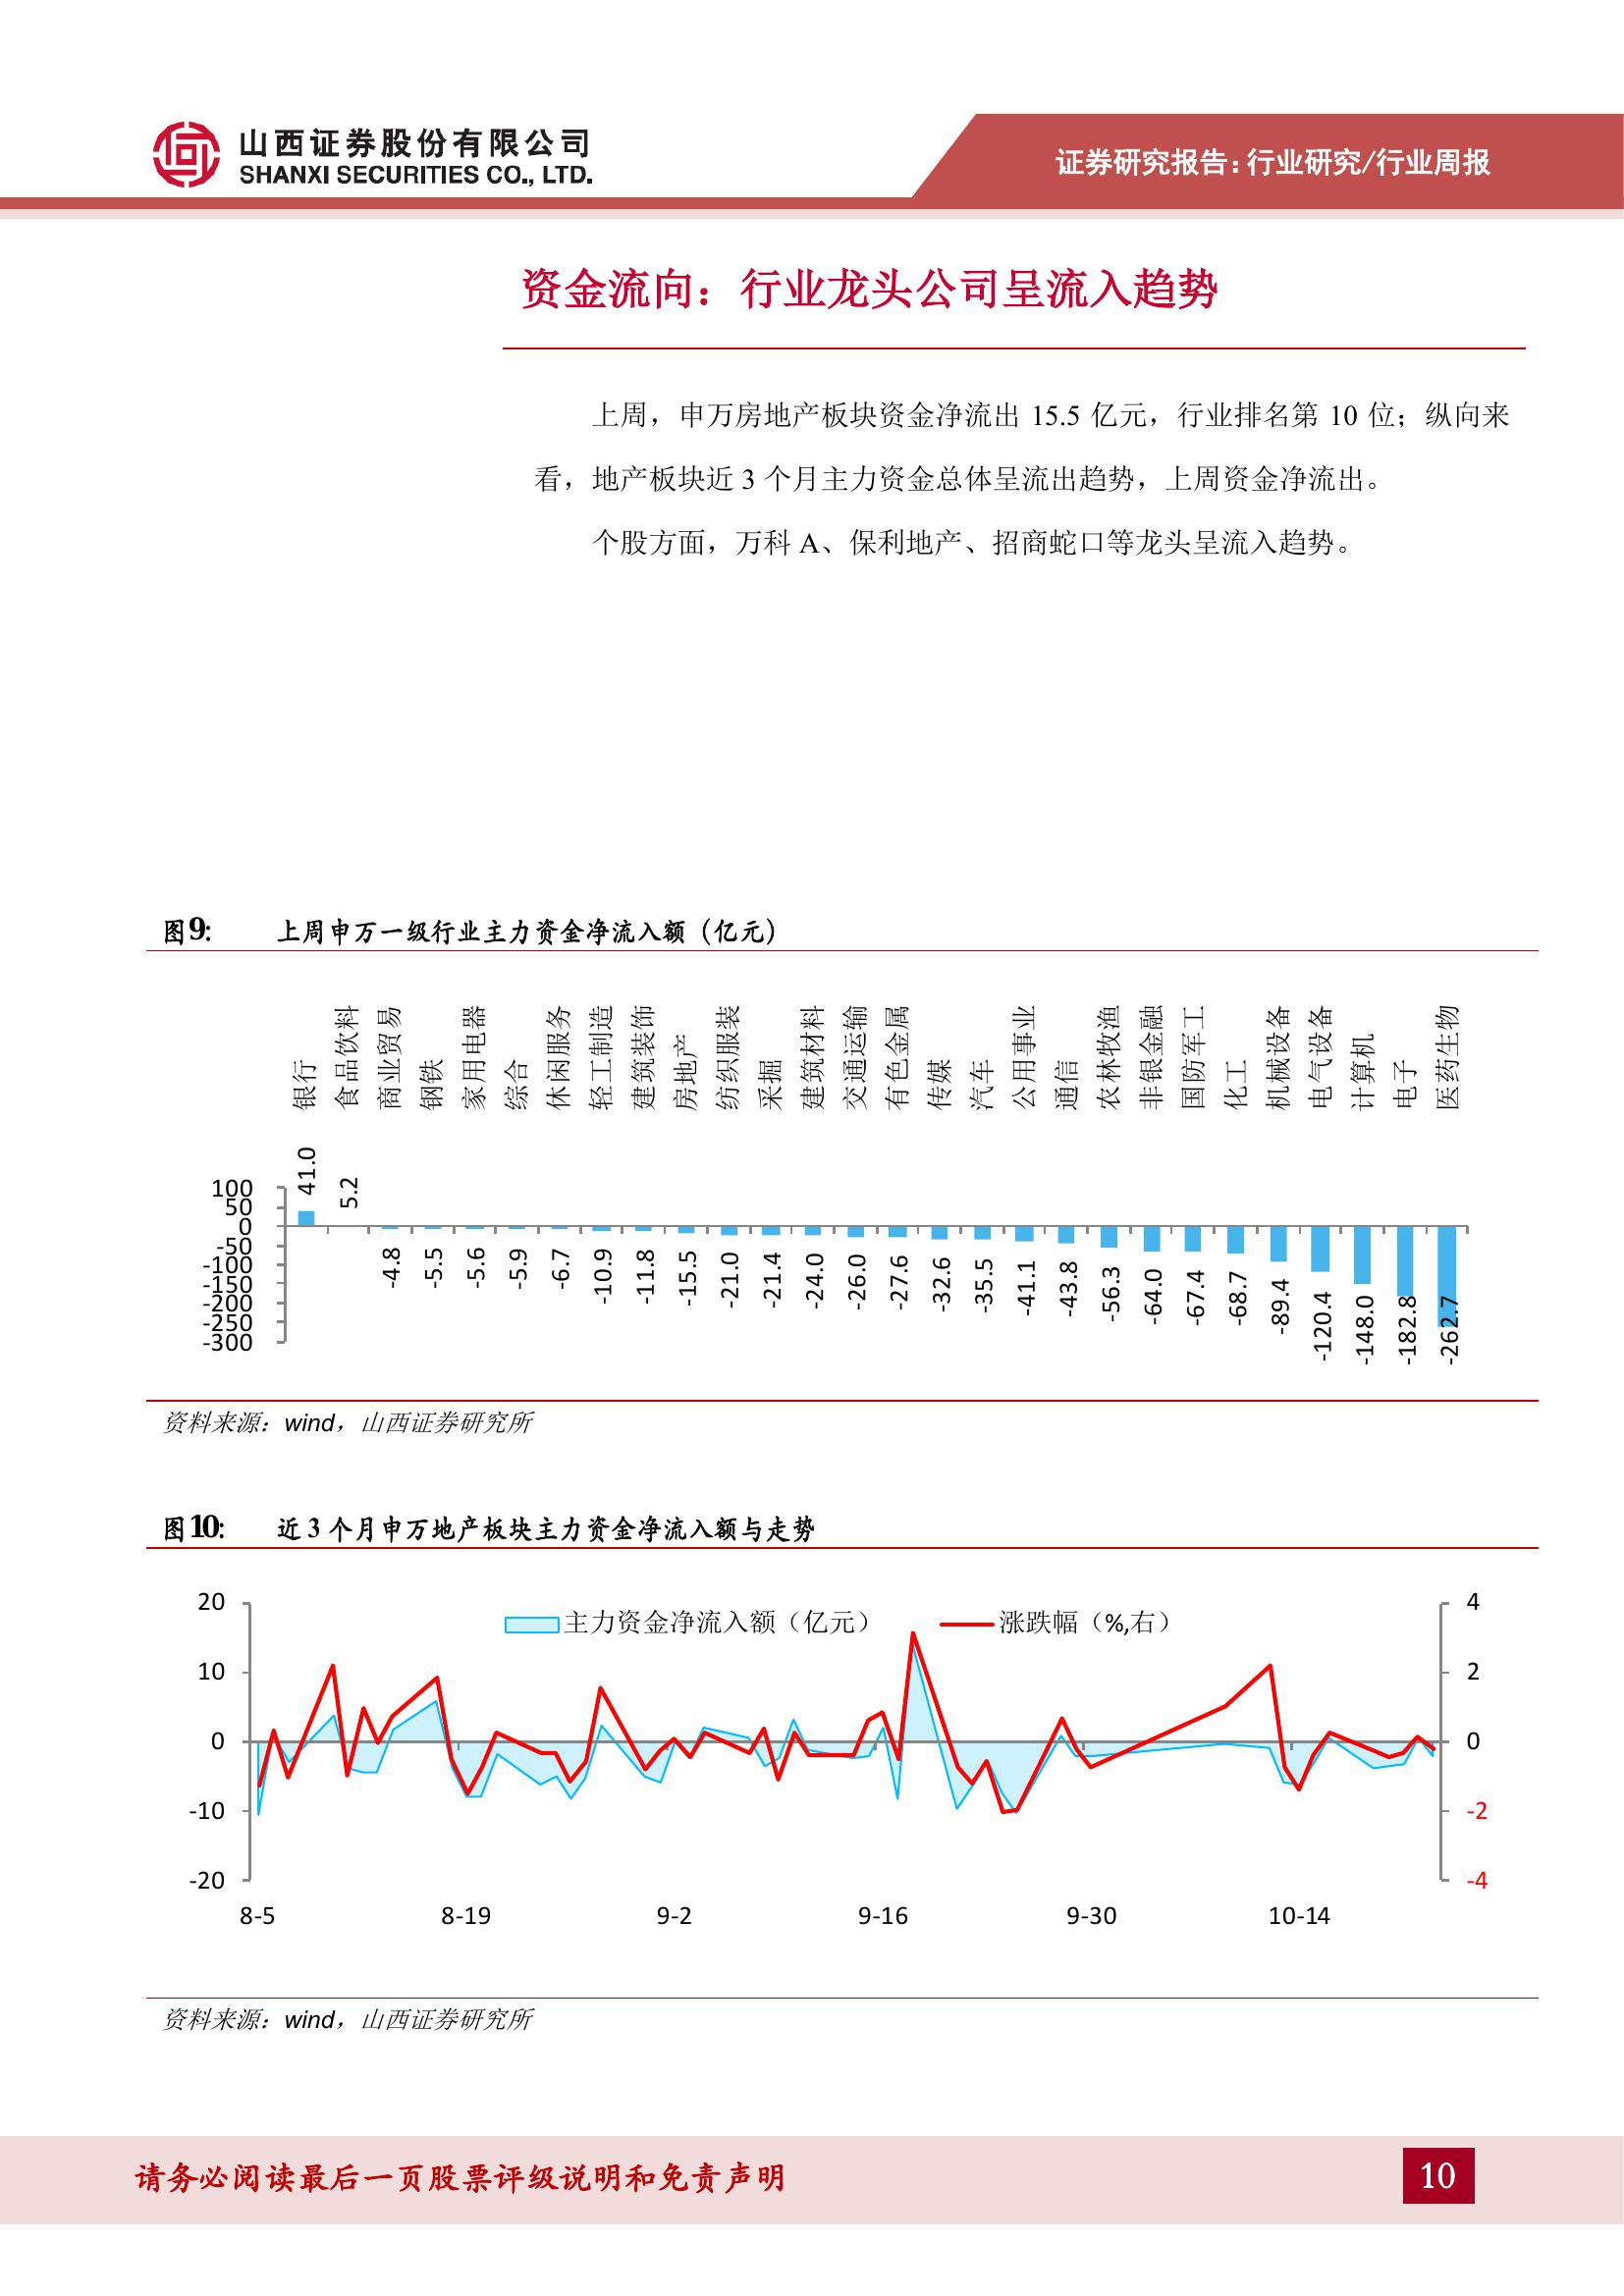 山西证券股份有限公司
SHANXI SECURITIES CO., LTD.
证券研究报告:行业研究/行业周报
资金流向：行业龙头公司呈流入趋势
上周，申万房地产板块资金净流出 15.5 亿元，行业排名第 10 位；纵向来
看，地产板块近 3 个月主力资金总体呈流出趋势，上周资金净流出。
个股方面，万科 A、保利地产、招商蛇口等龙头呈流入趋势。
图9: 上周申万一级行业主力资金净流入额（亿元）
银行 食品饮料 商业贸易 钢铁 家用电器 综合 休闲服务 轻工制造 建筑装饰 房地产 纺织服装 采掘 建筑材料 交通运输 有色金属 传媒 汽车 公用事业 通信 农林牧渔 非银金融 国防军工 化工 机械设备 电气设备 计算机 电子 医药生物
41.0 5.2 -4.8 -5.5 -5.6 -5.9 -6.7 -10.9 -11.8 -15.5 -21.0 -21.4 -24.0 -26.0 -27.6 -32.6 -35.5 -41.1 -43.8 -56.3 -64.0 -67.4 -68.7 -89.4 -120.4 -148.0 -182.8 -262.7
100
50
0
-50
-100
-150
-200
-250
-300
资料来源：wind，山西证券研究所
图10: 近 3 个月申万地产板块主力资金净流入额与走势
主力资金净流入额（亿元） 涨跌幅（%,右）
20 4
10 2
0 0
-10 -2
-20 -4
8-5 8-19 9-2 9-16 9-30 10-14
资料来源：wind，山西证券研究所
请务必阅读最后一页股票评级说明和免责声明
10